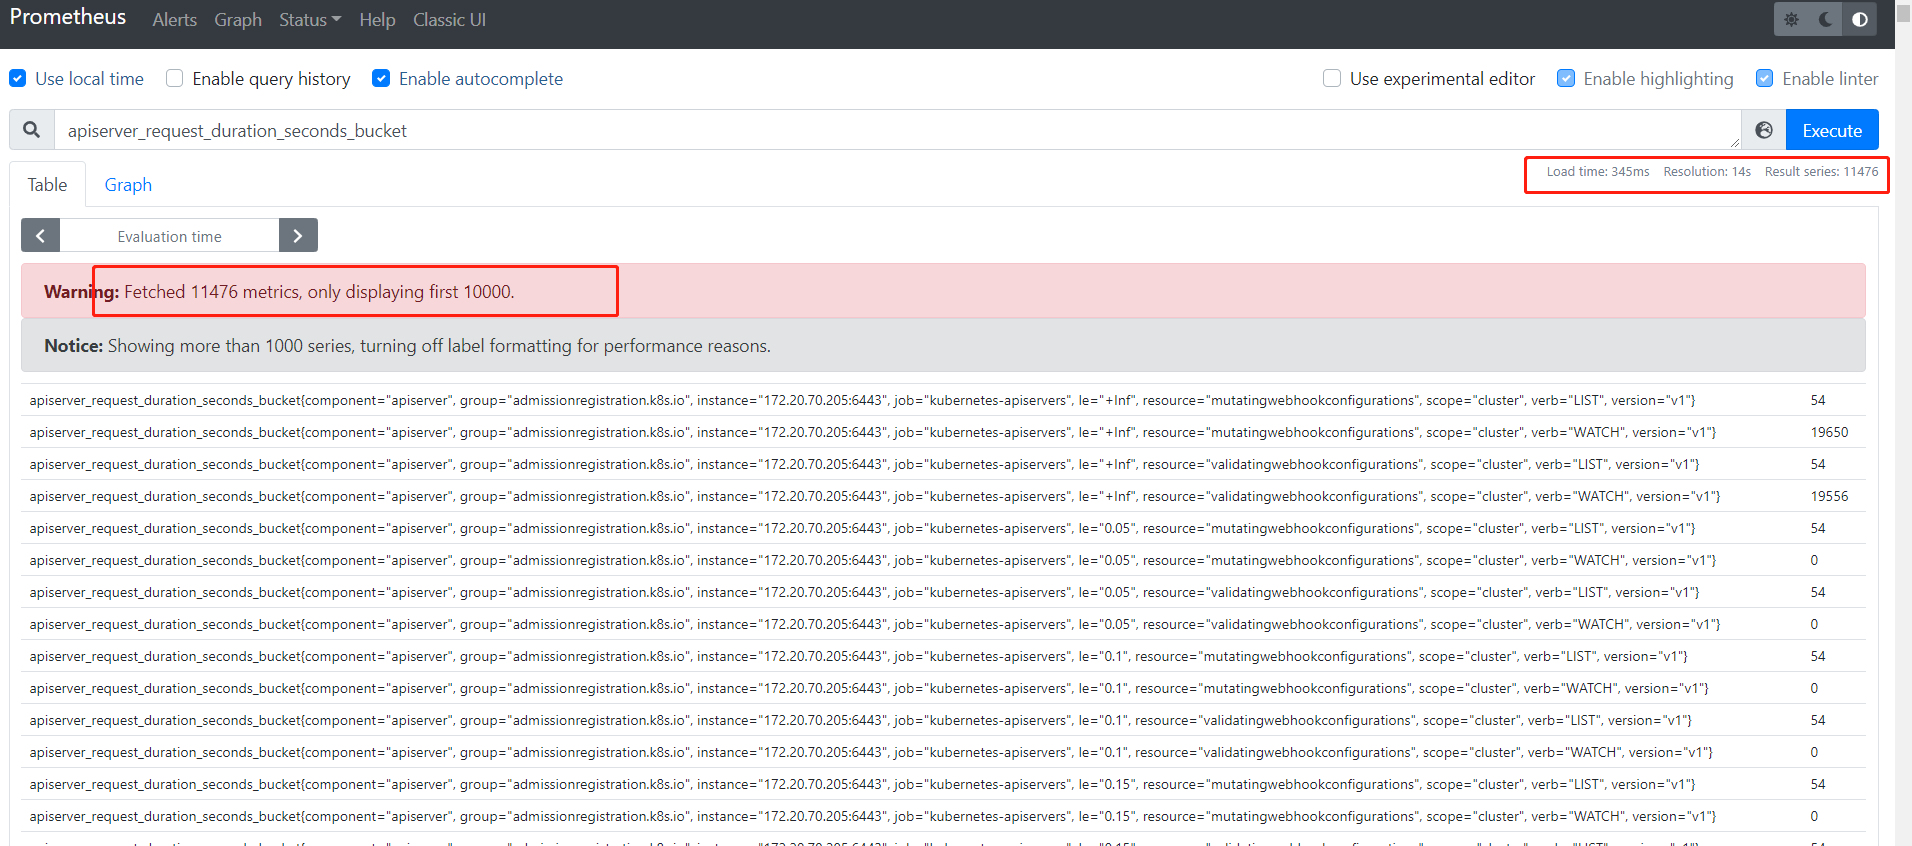 Prometheus Alerts Graph Status Help Classic UI
Use local time Enable query history Enable autocomplete Use experimental editor Enable highlighting Enable linter
apiserver_request_duration_seconds_bucket Execute
Load time: 345ms Resolution: 14s Result series: 11476
Table Graph
Evaluation time
Warning: Fetched 11476 metrics, only displaying first 10000.
Notice: Showing more than 1000 series, turning off label formatting for performance reasons.
apiserver_request_duration_seconds_bucket{component="apiserver", group="admissionregistration.k8s.io", instance="172.20.70.205:6443", job="kubernetes-apiservers", le="+Inf", resource="mutatingwebhookconfigurations", scope="cluster", verb="LIST", version="v1"} 54
apiserver_request_duration_seconds_bucket{component="apiserver", group="admissionregistration.k8s.io", instance="172.20.70.205:6443", job="kubernetes-apiservers", le="+Inf", resource="mutatingwebhookconfigurations", scope="cluster", verb="WATCH", version="v1"} 19650
apiserver_request_duration_seconds_bucket{component="apiserver", group="admissionregistration.k8s.io", instance="172.20.70.205:6443", job="kubernetes-apiservers", le="+Inf", resource="validatingwebhookconfigurations", scope="cluster", verb="LIST", version="v1"} 54
apiserver_request_duration_seconds_bucket{component="apiserver", group="admissionregistration.k8s.io", instance="172.20.70.205:6443", job="kubernetes-apiservers", le="+Inf", resource="validatingwebhookconfigurations", scope="cluster", verb="WATCH", version="v1"} 19556
apiserver_request_duration_seconds_bucket{component="apiserver", group="admissionregistration.k8s.io", instance="172.20.70.205:6443", job="kubernetes-apiservers", le="0.05", resource="mutatingwebhookconfigurations", scope="cluster", verb="LIST", version="v1"} 54
apiserver_request_duration_seconds_bucket{component="apiserver", group="admissionregistration.k8s.io", instance="172.20.70.205:6443", job="kubernetes-apiservers", le="0.05", resource="mutatingwebhookconfigurations", scope="cluster", verb="WATCH", version="v1"} 0
apiserver_request_duration_seconds_bucket{component="apiserver", group="admissionregistration.k8s.io", instance="172.20.70.205:6443", job="kubernetes-apiservers", le="0.05", resource="validatingwebhookconfigurations", scope="cluster", verb="LIST", version="v1"} 54
apiserver_request_duration_seconds_bucket{component="apiserver", group="admissionregistration.k8s.io", instance="172.20.70.205:6443", job="kubernetes-apiservers", le="0.05", resource="validatingwebhookconfigurations", scope="cluster", verb="WATCH", version="v1"} 0
apiserver_request_duration_seconds_bucket{component="apiserver", group="admissionregistration.k8s.io", instance="172.20.70.205:6443", job="kubernetes-apiservers", le="0.1", resource="mutatingwebhookconfigurations", scope="cluster", verb="LIST", version="v1"} 54
apiserver_request_duration_seconds_bucket{component="apiserver", group="admissionregistration.k8s.io", instance="172.20.70.205:6443", job="kubernetes-apiservers", le="0.1", resource="mutatingwebhookconfigurations", scope="cluster", verb="WATCH", version="v1"} 0
apiserver_request_duration_seconds_bucket{component="apiserver", group="admissionregistration.k8s.io", instance="172.20.70.205:6443", job="kubernetes-apiservers", le="0.1", resource="validatingwebhookconfigurations", scope="cluster", verb="LIST", version="v1"} 54
apiserver_request_duration_seconds_bucket{component="apiserver", group="admissionregistration.k8s.io", instance="172.20.70.205:6443", job="kubernetes-apiservers", le="0.1", resource="validatingwebhookconfigurations", scope="cluster", verb="WATCH", version="v1"} 0
apiserver_request_duration_seconds_bucket{component="apiserver", group="admissionregistration.k8s.io", instance="172.20.70.205:6443", job="kubernetes-apiservers", le="0.15", resource="mutatingwebhookconfigurations", scope="cluster", verb="LIST", version="v1"} 54
apiserver_request_duration_seconds_bucket{component="apiserver", group="admissionregistration.k8s.io", instance="172.20.70.205:6443", job="kubernetes-apiservers", le="0.15", resource="mutatingwebhookconfigurations", scope="cluster", verb="WATCH", version="v1"} 0